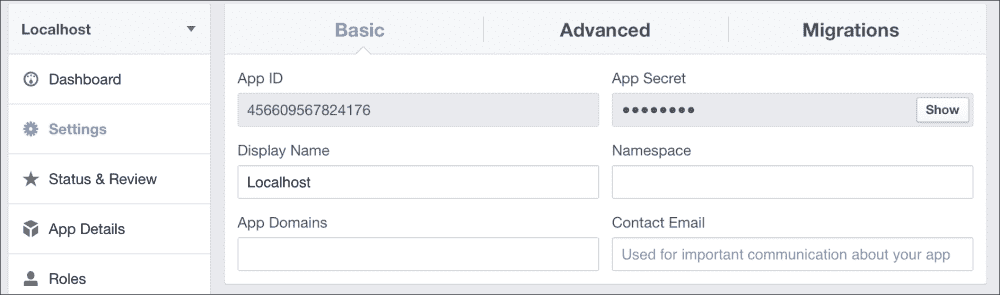 Localhost
Basic
Advanced
Migrations
Dashboard
Settings
Status & Review
App Details
Roles
App ID
App Secret
456609567824176
••••••••
Show
Display Name
Namespace
Localhost
App Domains
Contact Email
Used for important communication about your app